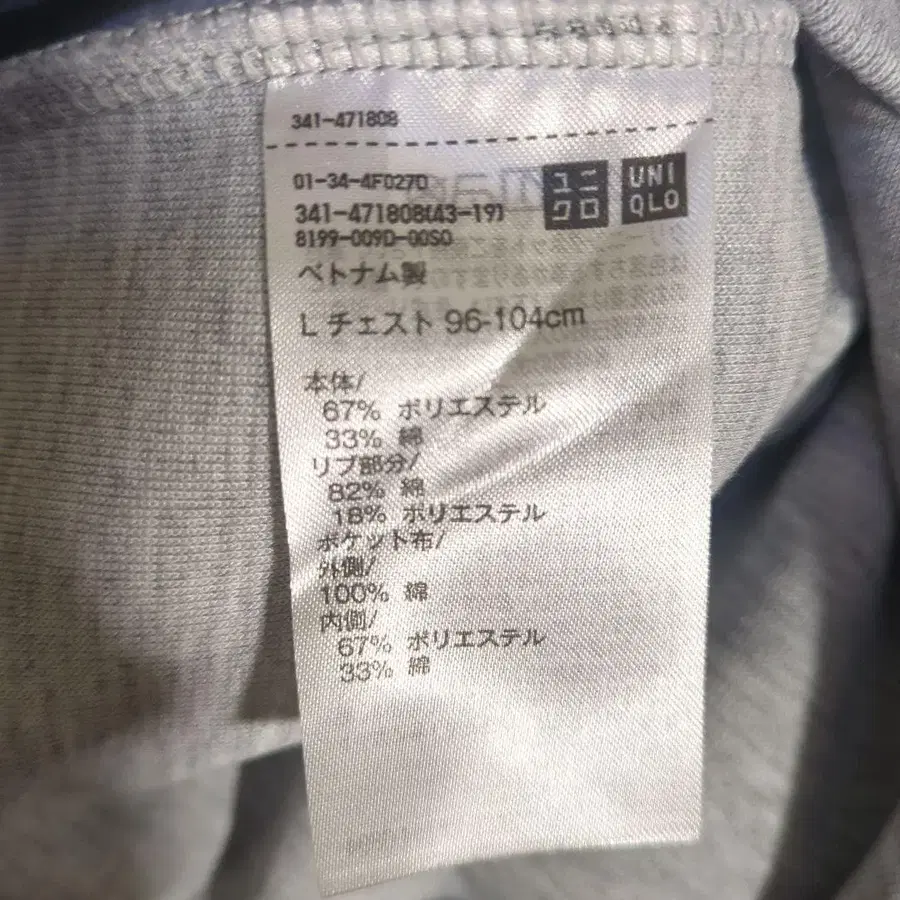 341-471808
01-34-4F027D
341-471808(43-19)
8199-009D-00SO
ユニ
クロ
UNI
QLO
ベトナム製
L チェスト 96-104cm
本体/
67% ポリエステル
33% 綿
リブ部分/
82% 綿
18% ポリエステル
ポケット布/
外側/
100% 綿
内側/
67% ポリエステル
33% 綿